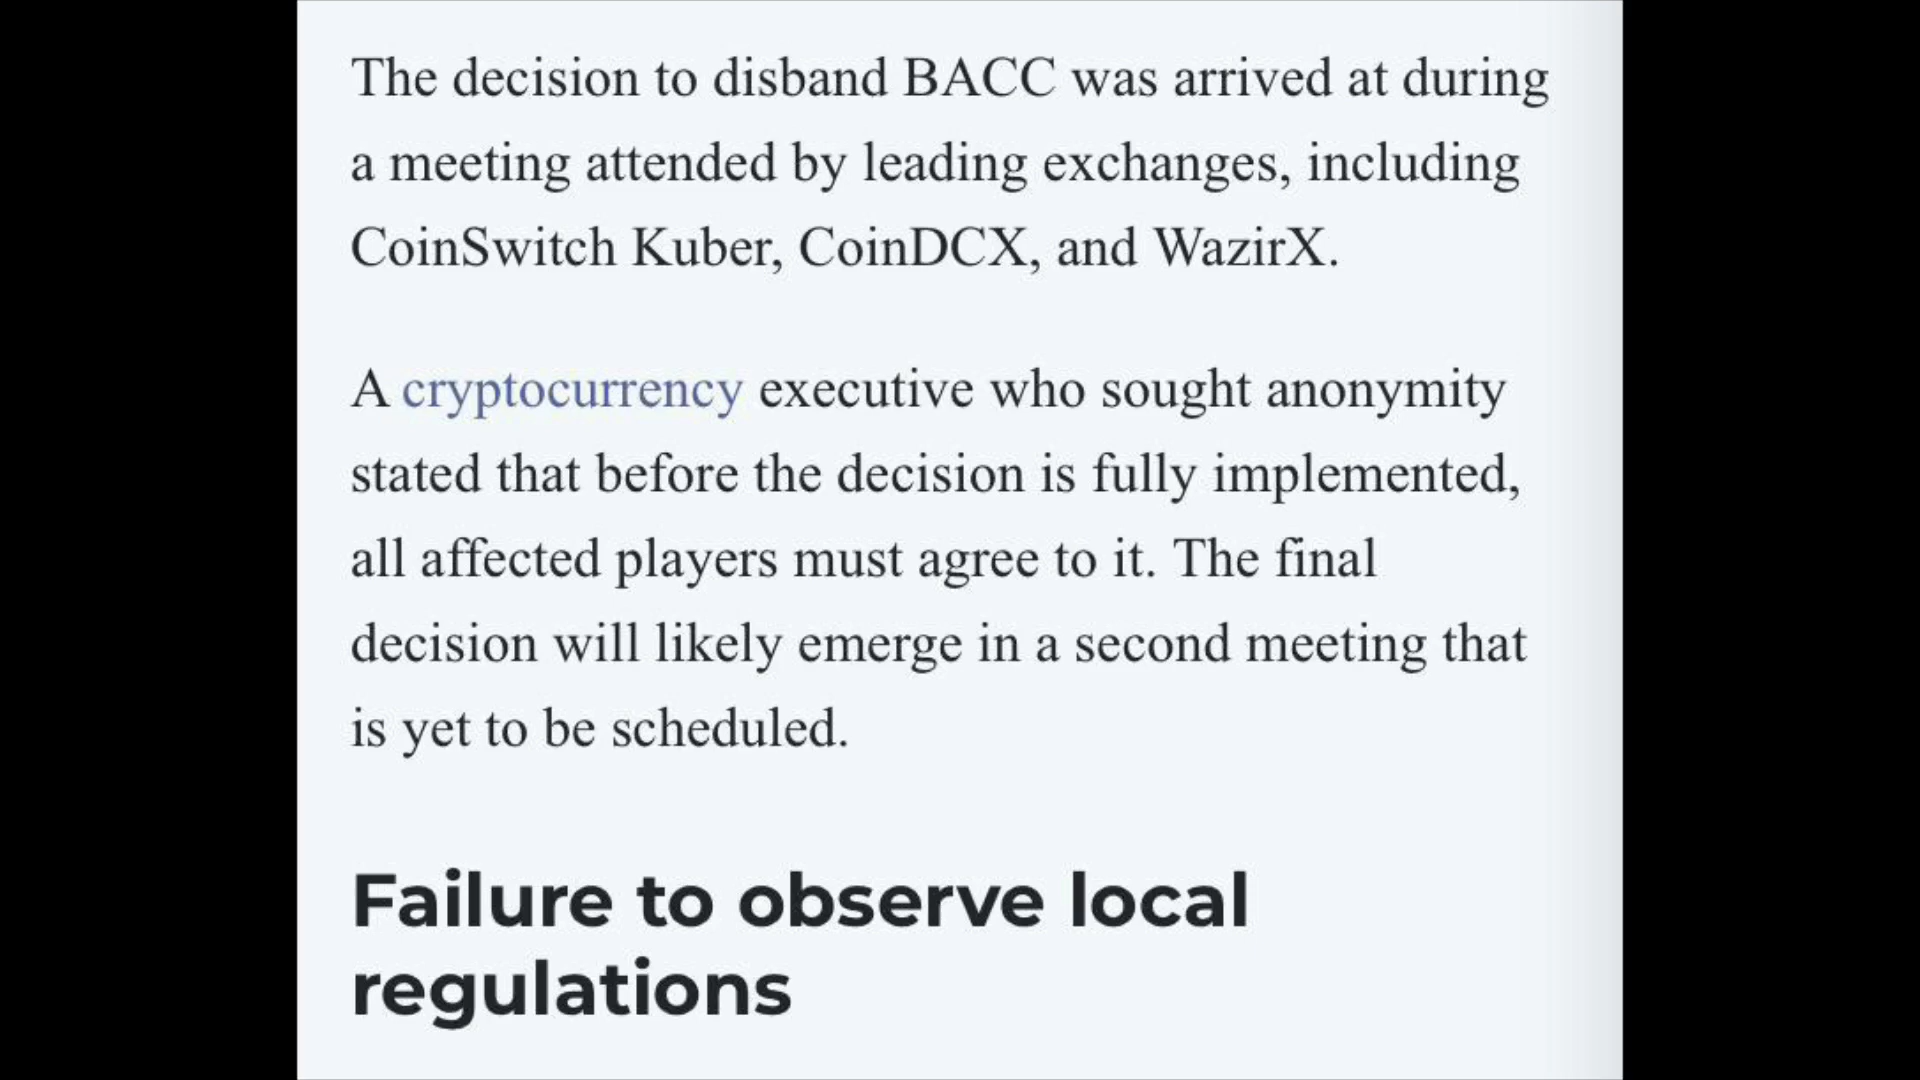 The decision to disband BACC was arrived at during
a meeting attended by leading exchanges, including
CoinSwitch Kuber, CoinDCX, and WazirX.
A cryptocurrency executive who sought anonymity
stated that before the decision is fully implemented,
all affected players must agree to it. The final
decision will likely emerge in a second meeting that
is yet to be scheduled.
Failure to observe local
regulations